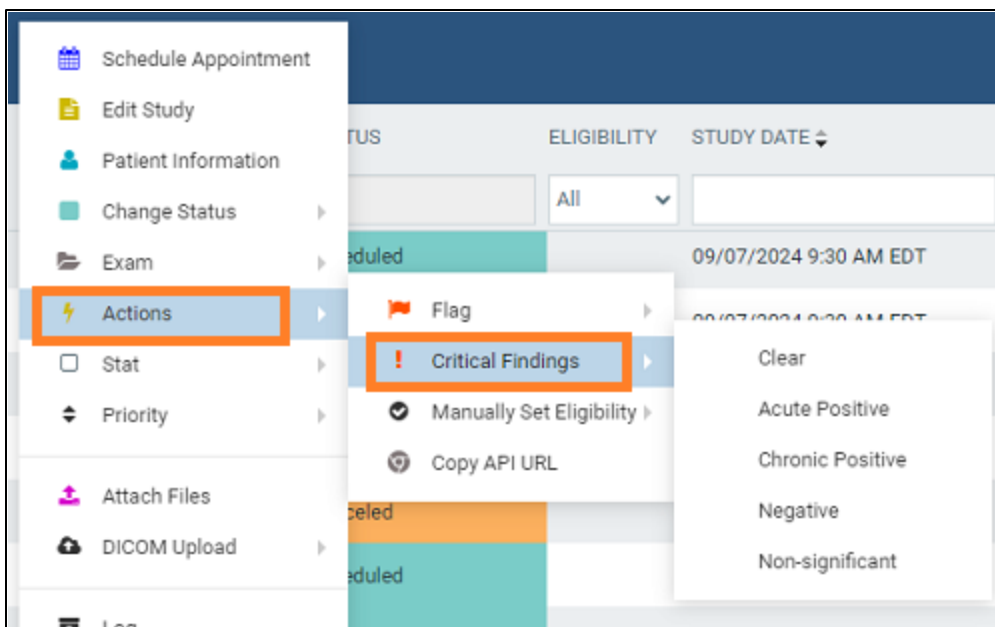 Schedule Appointment
Edit Study
Patient Information
Change Status
Exam
Actions
Stat
Priority
Attach Files
DICOM Upload
TUS
ELIGIBILITY
STUDY DATE
All
eduled
09/07/2024 9:30 AM EDT
Flag
Critical Findings
Manually Set Eligibility
Copy API URL
Clear
Acute Positive
Chronic Positive
Negative
Non-significant
celed
eduled